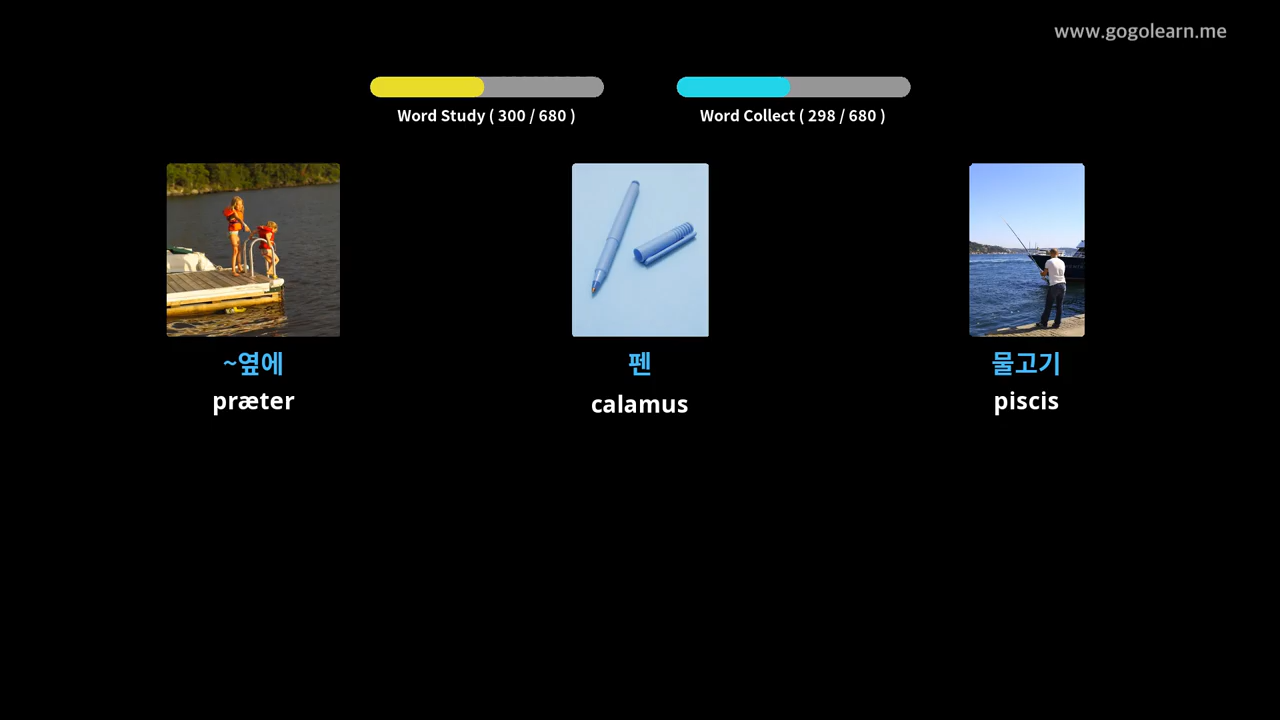 www.gogolearn.me
Word Study ( 300 / 680 )
Word Collect ( 298 / 680 )
~옆에
præter
펜
calamus
물고기
piscis